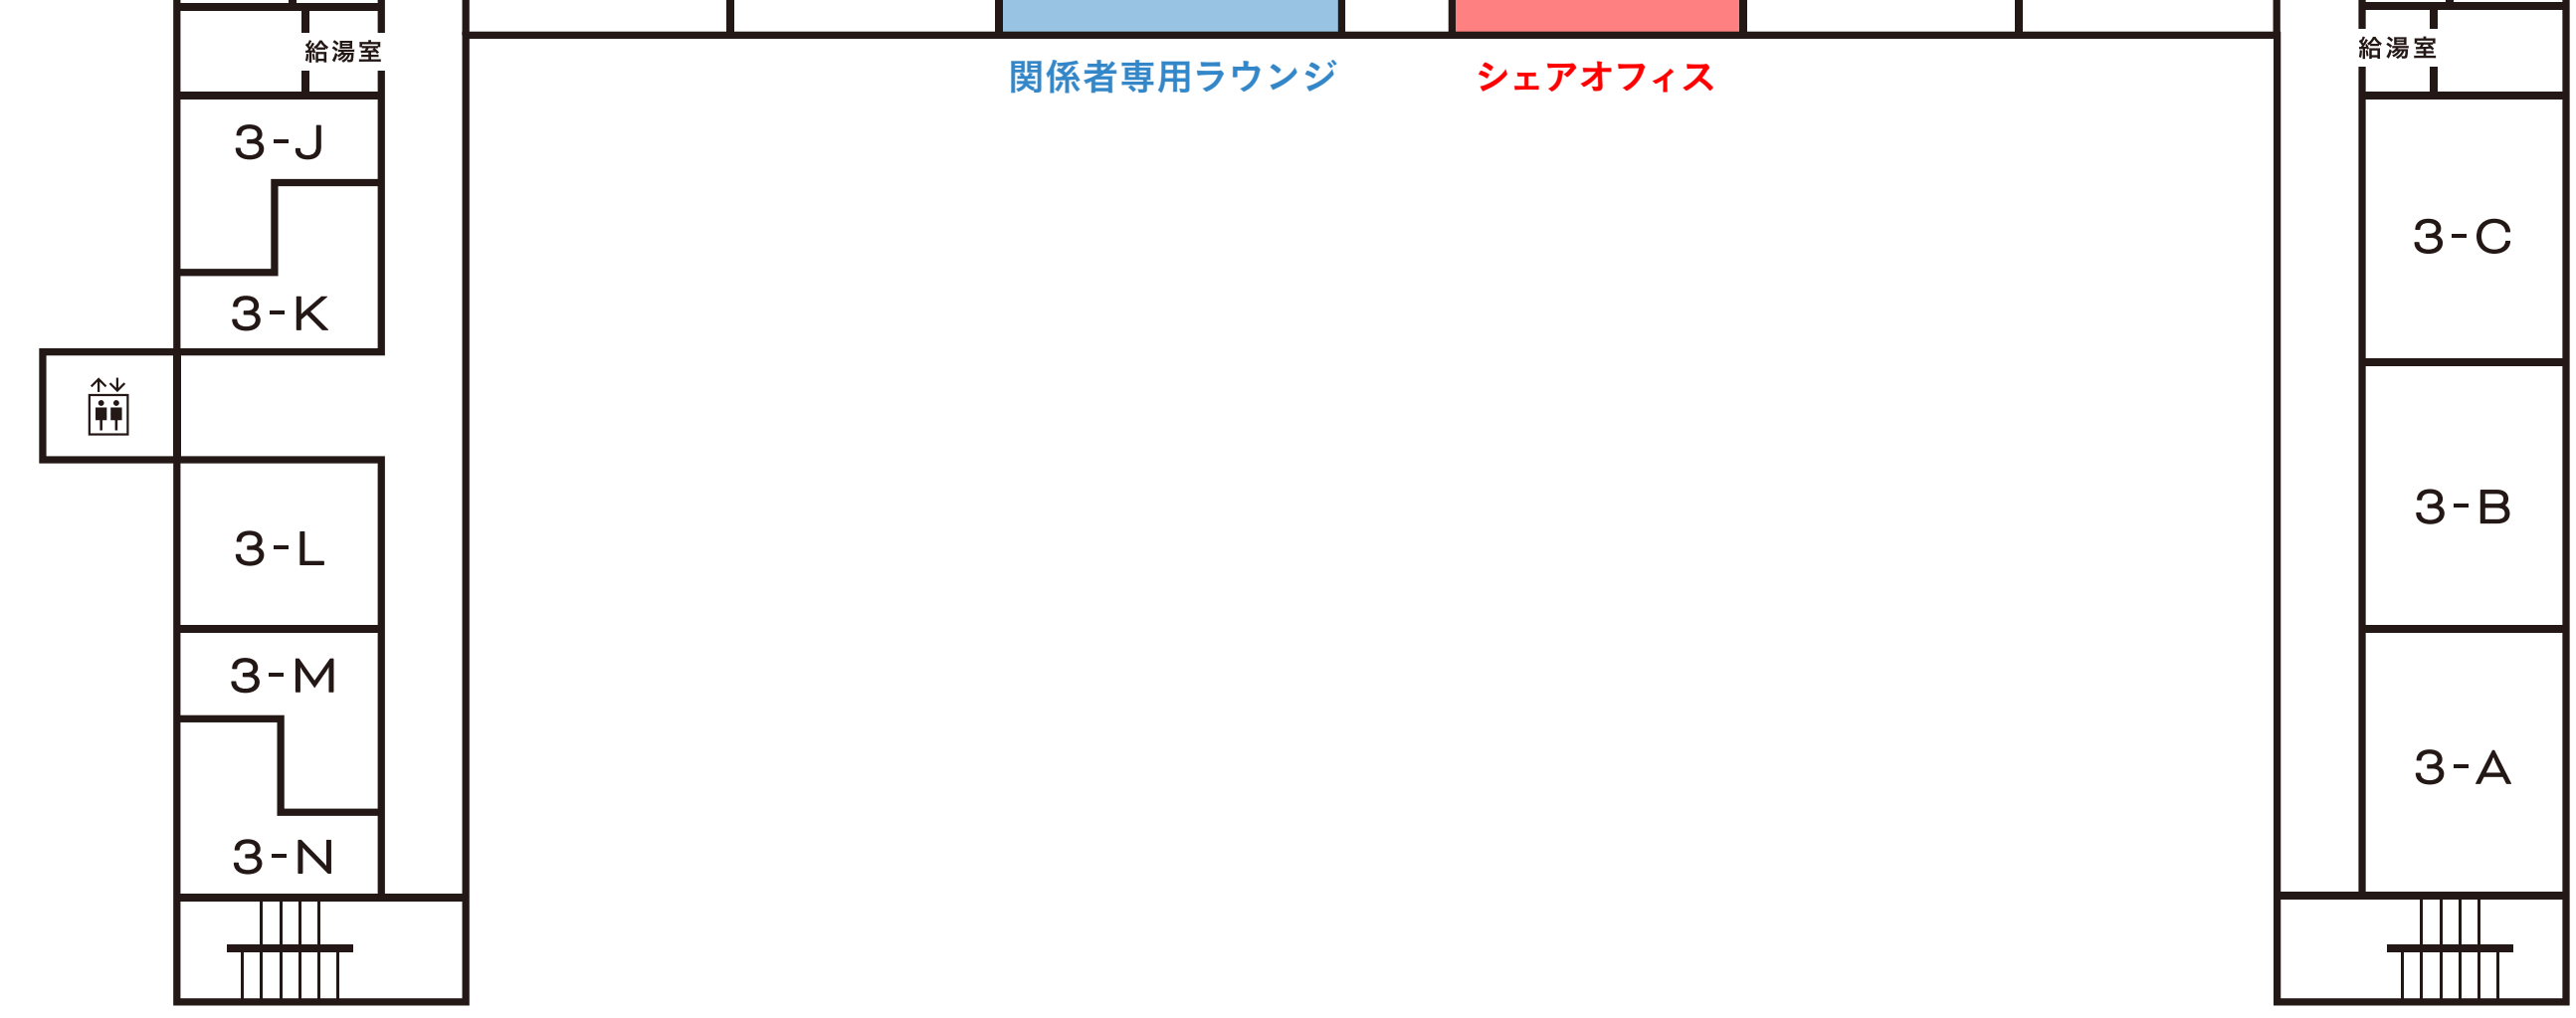 給湯室
関係者専用ラウンジ
シェアオフィス
給湯室
3-J
3-C
3-K
3-B
3-L
3-M
3-A
3-N